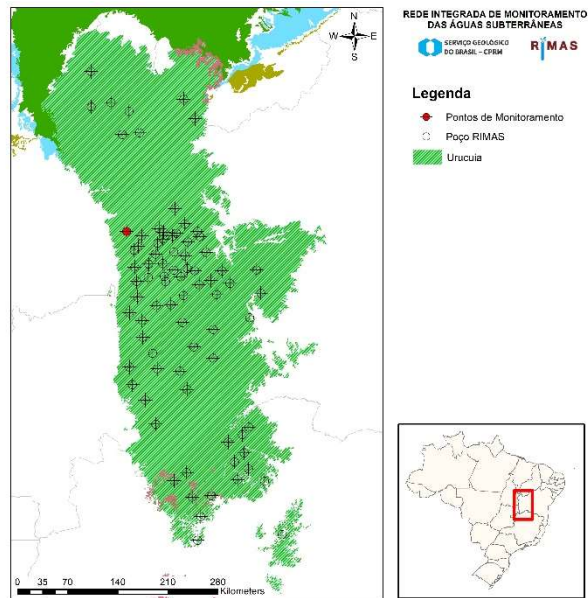 REDE INTEGRADA DE MONITORAMENTO
DAS ÁGUAS SUBTERRÂNEAS
SERVIÇO GEOLÓGICO
DO BRASIL – CPRM
RIMAS
N
W E
S
Legenda
Pontos de Monitoramento
Poço RIMAS
Urucuia
0 35 70 140 210 280
Kilometers